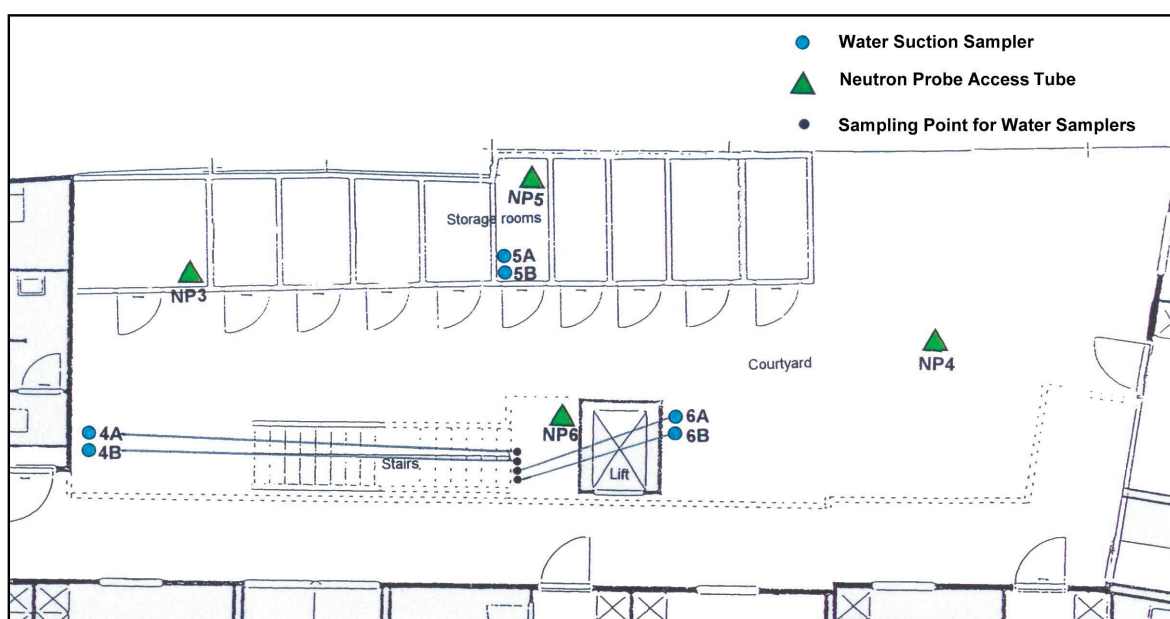 Water Suction Sampler
Neutron Probe Access Tube
Sampling Point for Water Samplers
NP5
Storage rooms
5A
5B
NP3
Courtyard
NP4
6A
6B
NP6
4A
4B
Stairs
Lift